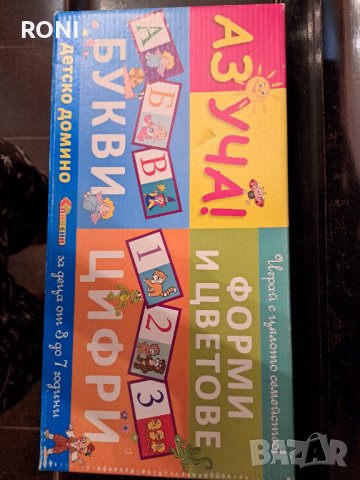 RONI
АЗ УЧА!
А Б В
БУКВИ
детско домино
Играй с цялото семейство!
ФОРМИ
И ЦВЕТОВЕ
1 2 3
ЦИФРИ
за деца от 3 до 7 години
BAZAR